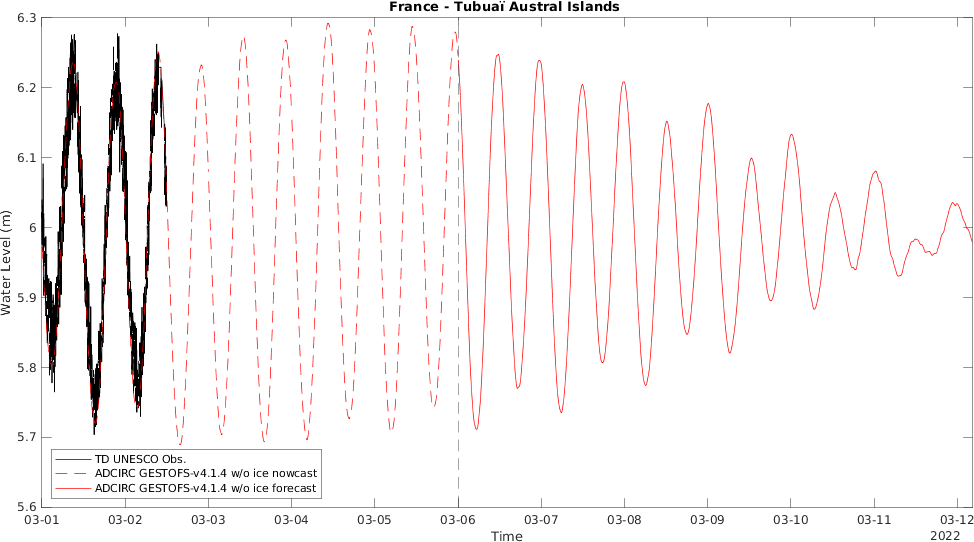 France - Tubuaï Austral Islands
6.3
6.2
6.1
6
5.9
5.8
5.7
5.6
Water Level (m)
TD UNESCO Obs.
ADCIRC GESTOFS-v4.1.4 w/o ice nowcast
ADCIRC GESTOFS-v4.1.4 w/o ice forecast
03-01 03-02 03-03 03-04 03-05 03-06 03-07 03-08 03-09 03-10 03-11 03-12
2022
Time